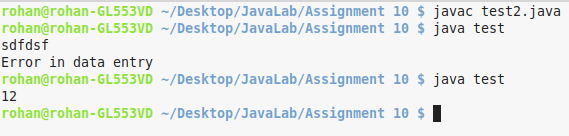 rohan@rohan-GL553VD ~/Desktop/JavaLab/Assignment 10 $ javac test2.java
rohan@rohan-GL553VD ~/Desktop/JavaLab/Assignment 10 $ java test
sdfdsf
Error in data entry
rohan@rohan-GL553VD ~/Desktop/JavaLab/Assignment 10 $ java test
12
rohan@rohan-GL553VD ~/Desktop/JavaLab/Assignment 10 $